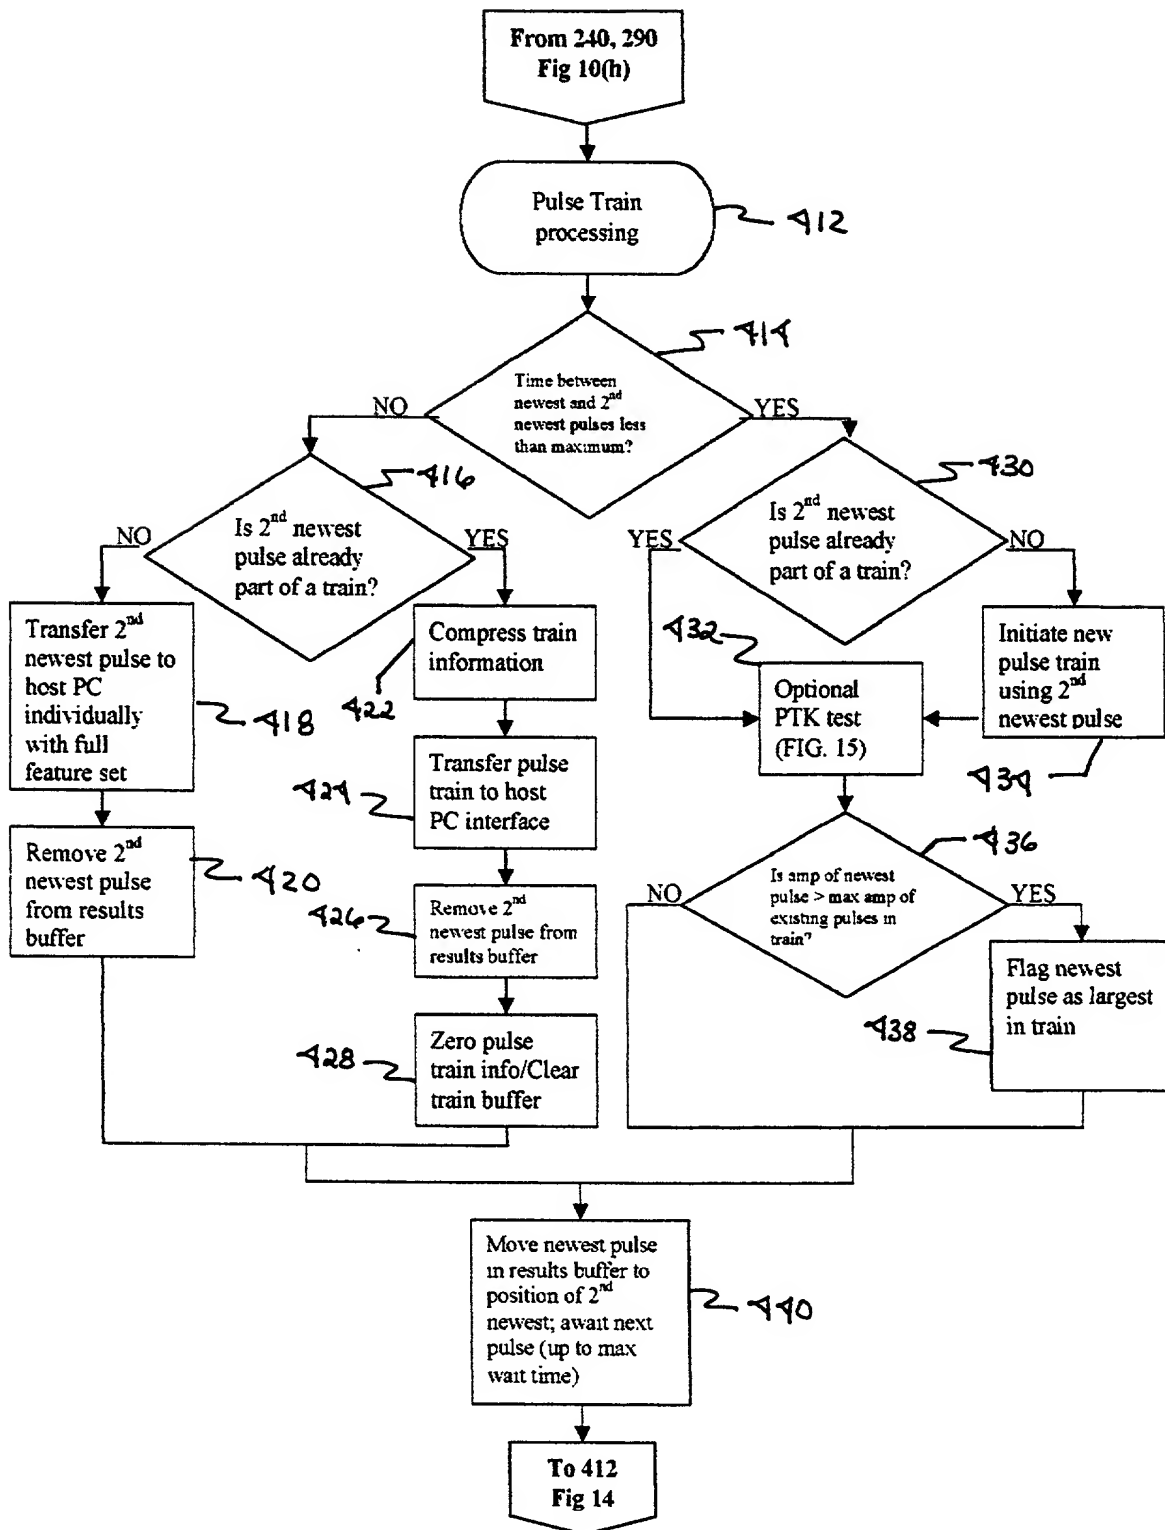 From 240, 290
Fig 10(h)
Pulse Train
processing
412
414
Time between
newest and 2nd
newest pulses less
than maximum?
NO
YES
416
Is 2nd newest
pulse already
part of a train?
NO
YES
430
Is 2nd newest
pulse already
part of a train?
YES
NO
Transfer 2nd
newest pulse to
host PC
individually
with full
feature set
418
Compress train
information
422
432
Optional
PTK test
(FIG. 15)
Initiate new
pulse train
using 2nd
newest pulse
434
Transfer pulse
train to host
PC interface
424
Remove 2nd
newest pulse
from results
buffer
420
Remove 2nd
newest pulse from
results buffer
426
436
Is amp of newest
pulse > max amp of
existing pulses in
train?
NO
YES
Zero pulse
train info/Clear
train buffer
428
Flag newest
pulse as largest
in train
438
Move newest pulse
in results buffer to
position of 2nd
newest; await next
pulse (up to max
wait time)
440
To 412
Fig 14